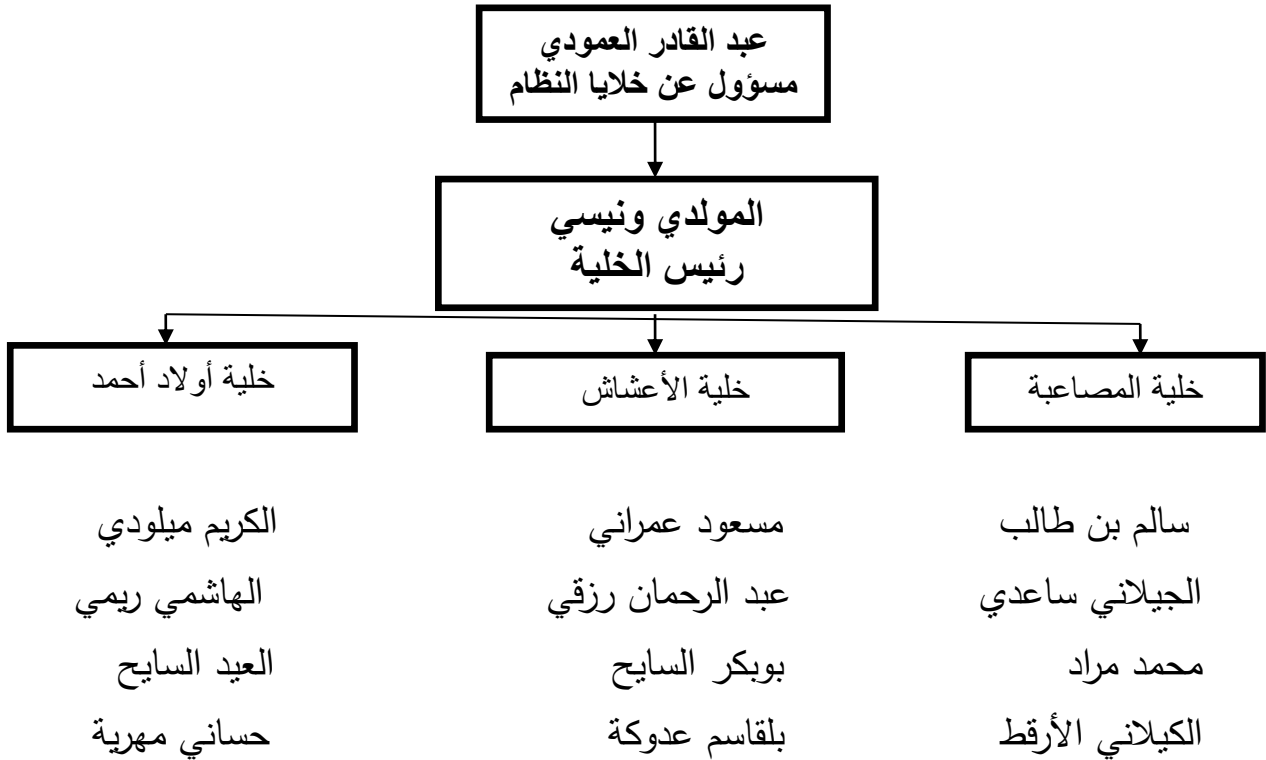 عبد القادر العمودي
مسؤول عن خلايا النظام
المولدي ونيسي
رئيس الخلية
خلية المصاعبة
خلية الأعشاش
خلية أولاد أحمد
سالم بن طالب
الجيلاني ساعدي
محمد مراد
الكيلاني الأرقط
مسعود عمراني
عبد الرحمان رزقي
بوبكر السايح
بلقاسم عدوكة
الكريم ميلودي
الهاشمي ريمي
العيد السايح
حساني مهرية